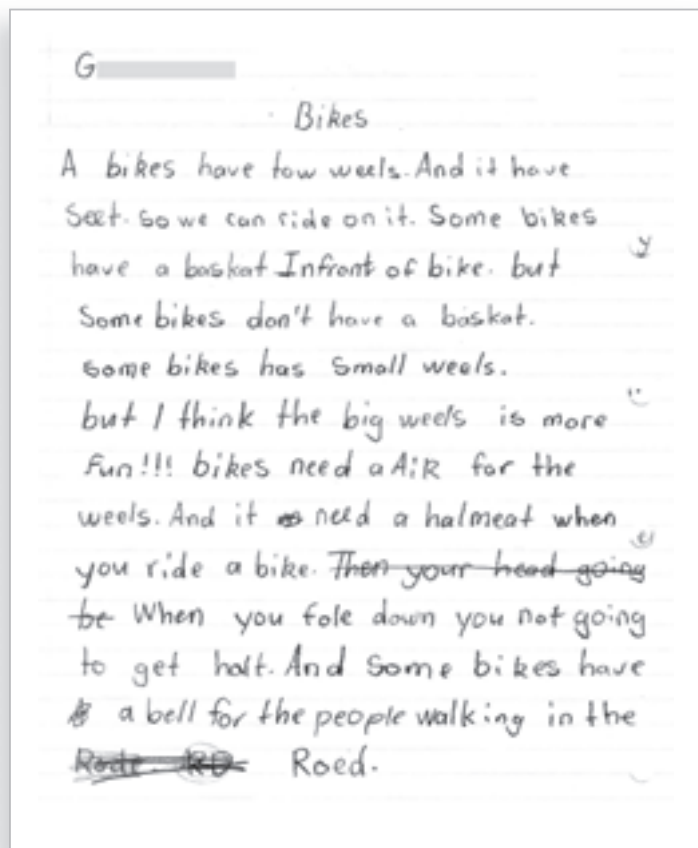 G
Bikes
A bikes have tow weels. And it have
Seet. So we can ride on it. Some bikes
have a baskat Infront of bike. but
Some bikes don't have a baskat.
some bikes has Small weels.
but I think the big weels is more
Fun!!! bikes need a AiR for the
weels. And it need a halmeat when
you ride a bike. Then your head going
be When you fole down you not going
to get halt. And Some bikes have
a bell for the people walking in the
Roed.